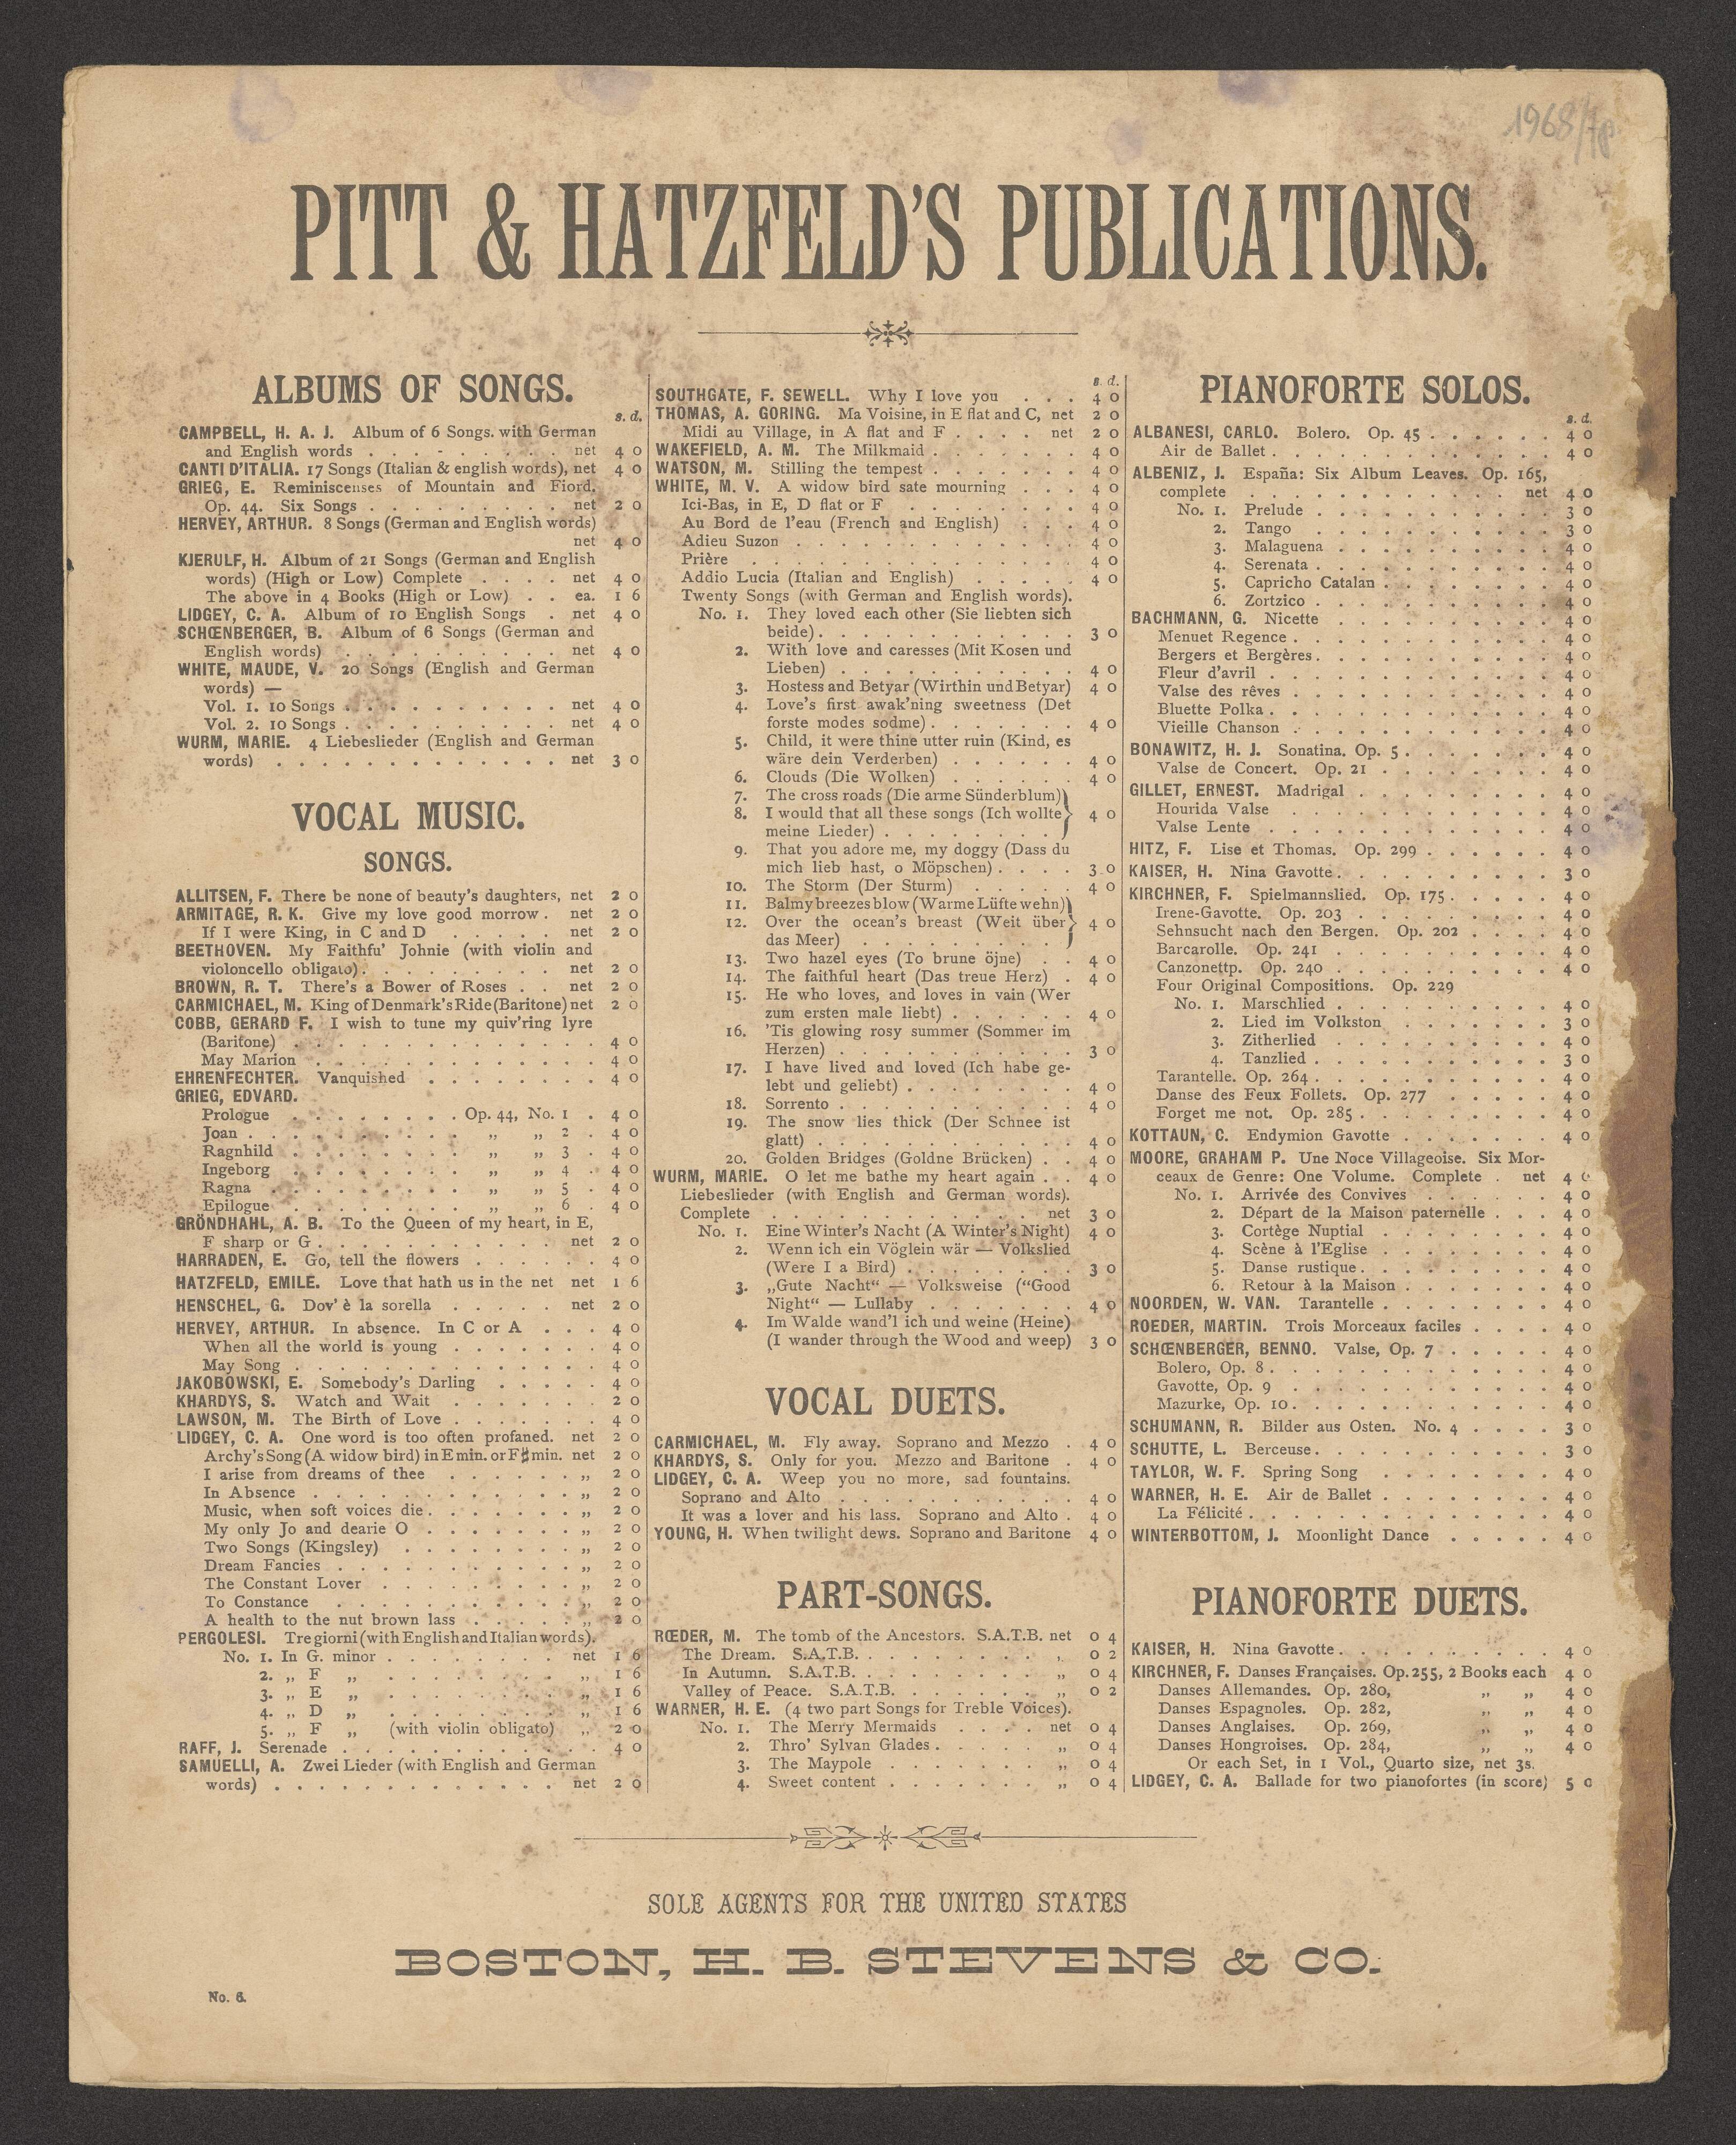 1968/18
PITT & HATZFELD'S PUBLICATIONS.
ALBUMS OF SONGS.
s. d.
CAMPBELL, H. A. J. Album of 6 Songs. with German
and English words . . . . . . . . . net 4 0
CANTI D'ITALIA. 17 Songs (Italian & english words), net 4 0
GRIEG, E. Reminiscenses of Mountain and Fiord.
Op. 44. Six Songs . . . . . . . . . net 2 0
HERVEY, ARTHUR. 8 Songs (German and English words)
net 4 0
KJERULF, H. Album of 21 Songs (German and English
words) (High or Low) Complete . . . . net 4 0
The above in 4 Books (High or Low) . . ea. 1 6
LIDGEY, C. A. Album of 10 English Songs . net 4 0
SCHŒNBERGER, B. Album of 6 Songs (German and
English words) . . . . . . . . . . net 4 0
WHITE, MAUDE, V. 20 Songs (English and German
words) —
Vol. 1. 10 Songs . . . . . . . . . . net 4 0
Vol. 2. 10 Songs . . . . . . . . . . net 4 0
WURM, MARIE. 4 Liebeslieder (English and German
words) . . . . . . . . . . . . . net 3 0
VOCAL MUSIC.
SONGS.
ALLITSEN, F. There be none of beauty's daughters, net 2 0
ARMITAGE, R. K. Give my love good morrow . net 2 0
If I were King, in C and D . . . . . net 2 0
BEETHOVEN. My Faithfu' Johnie (with violin and
violoncello obligato) . . . . . . . . . net 2 0
BROWN, R. T. There's a Bower of Roses . . net 2 0
CARMICHAEL, M. King of Denmark's Ride (Baritone) net 2 0
COBB, GERARD F. I wish to tune my quiv'ring lyre
(Baritone) . . . . . . . . . . . . . 4 0
May Marion . . . . . . . . . . . . 4 0
EHRENFECHTER. Vanquished . . . . . . . . 4 0
GRIEG, EDVARD.
Prologue . . . . . . . . Op. 44, No. 1 . 4 0
Joan . . . . . . . . . . „ „ 2 . 4 0
Ragnhild . . . . . . . . „ „ 3 . 4 0
Ingeborg . . . . . . . . „ „ 4 . 4 0
Ragna . . . . . . . . . „ „ 5 . 4 0
Epilogue . . . . . . . . „ „ 6 . 4 0
GRÖNDHAHL, A. B. To the Queen of my heart, in E,
F sharp or G . . . . . . . . . . . net 2 0
HARRADEN, E. Go, tell the flowers . . . . . . 4 0
HATZFELD, EMILE. Love that hath us in the net net 1 6
HENSCHEL, G. Dov' è la sorella . . . . . net 2 0
HERVEY, ARTHUR. In absence. In C or A . . . 4 0
When all the world is young . . . . . . . 4 0
May Song . . . . . . . . . . . . . 4 0
JAKOBOWSKI, E. Somebody's Darling . . . . . 4 0
KHARDYS, S. Watch and Wait . . . . . . . 2 0
LAWSON, M. The Birth of Love . . . . . . . 4 0
LIDGEY, C. A. One word is too often profaned. net 2 0
Archy's Song (A widow bird) in E min. or F♯ min. net 2 0
I arise from dreams of thee . . . . . . „ 2 0
In Absence . . . . . . . . . . . . „ 2 0
Music, when soft voices die . . . . . . . „ 2 0
My only Jo and dearie O . . . . . . . „ 2 0
Two Songs (Kingsley) . . . . . . . . „ 2 0
Dream Fancies . . . . . . . . . . . „ 2 0
The Constant Lover . . . . . . . . . „ 2 0
To Constance . . . . . . . . . . . „ 2 0
A health to the nut brown lass . . . . . „ 2 0
PERGOLESI. Tre giorni (with English and Italian words).
No. 1. In G. minor . . . . . . . . net 1 6
2. „ F „ . . . . . . . . „ 1 6
3. „ E „ . . . . . . . . „ 1 6
4. „ D „ . . . . . . . . „ 1 6
5. „ F „ (with violin obligato) „ 2 0
RAFF, J. Serenade . . . . . . . . . . . . 4 0
SAMUELLI, A. Zwei Lieder (with English and German
words) . . . . . . . . . . . . . net 2 0
s. d.
SOUTHGATE, F. SEWELL. Why I love you . . . 4 0
THOMAS, A. GORING. Ma Voisine, in E flat and C, net 2 0
Midi au Village, in A flat and F . . . . net 2 0
WAKEFIELD, A. M. The Milkmaid . . . . . . . 4 0
WATSON, M. Stilling the tempest . . . . . . . 4 0
WHITE, M. V. A widow bird sate mourning . . . 4 0
Ici-Bas, in E, D flat or F . . . . . . . . 4 0
Au Bord de l'eau (French and English) . . . 4 0
Adieu Suzon . . . . . . . . . . . . . 4 0
Prière . . . . . . . . . . . . . . . 4 0
Addio Lucia (Italian and English) . . . . . 4 0
Twenty Songs (with German and English words).
No. 1. They loved each other (Sie liebten sich
beide) . . . . . . . . . . . . 3 0
2. With love and caresses (Mit Kosen und
Lieben) . . . . . . . . . . . 4 0
3. Hostess and Betyar (Wirthin und Betyar) 4 0
4. Love's first awak'ning sweetness (Det
forste modes sodme) . . . . . . . 4 0
5. Child, it were thine utter ruin (Kind, es
wäre dein Verderben) . . . . . . 4 0
6. Clouds (Die Wolken) . . . . . . 4 0
7. The cross roads (Die arme Sünderblum)
8. I would that all these songs (Ich wollte } 4 0
meine Lieder) . . . . . . . .
9. That you adore me, my doggy (Dass du
mich lieb hast, o Möpschen) . . . . 3 0
10. The Storm (Der Sturm) . . . . . 4 0
11. Balmy breezes blow (Warme Lüfte wehn)
12. Over the ocean's breast (Weit über } 4 0
das Meer) . . . . . . . . . .
13. Two hazel eyes (To brune öjne) . . 4 0
14. The faithful heart (Das treue Herz) . 4 0
15. He who loves, and loves in vain (Wer
zum ersten male liebt) . . . . . . 4 0
16. 'Tis glowing rosy summer (Sommer im
Herzen) . . . . . . . . . . . 3 0
17. I have lived and loved (Ich habe ge-
lebt und geliebt) . . . . . . . . 4 0
18. Sorrento . . . . . . . . . . . 4 0
19. The snow lies thick (Der Schnee ist
glatt) . . . . . . . . . . . . 4 0
20. Golden Bridges (Goldne Brücken) . . 4 0
WURM, MARIE. O let me bathe my heart again . . 4 0
Liebeslieder (with English and German words).
Complete . . . . . . . . . . . . net 3 0
No. 1. Eine Winter's Nacht (A Winter's Night) 4 0
2. Wenn ich ein Vöglein wär — Volkslied
(Were I a Bird) . . . . . . . . 3 0
3. „Gute Nacht“ — Volksweise (“Good
Night“ — Lullaby . . . . . . . 4 0
4. Im Walde wand'l ich und weine (Heine)
(I wander through the Wood and weep) 3 0
VOCAL DUETS.
CARMICHAEL, M. Fly away. Soprano and Mezzo . 4 0
KHARDYS, S. Only for you. Mezzo and Baritone . 4 0
LIDGEY, C. A. Weep you no more, sad fountains.
Soprano and Alto . . . . . . . . . . 4 0
It was a lover and his lass. Soprano and Alto . 4 0
YOUNG, H. When twilight dews. Soprano and Baritone 4 0
PART-SONGS.
RŒDER, M. The tomb of the Ancestors. S.A.T.B. net 0 4
The Dream. S.A.T.B. . . . . . . . . „ 0 2
In Autumn. S.A.T.B. . . . . . . . . „ 0 4
Valley of Peace. S.A.T.B. . . . . . . „ 0 2
WARNER, H. E. (4 two part Songs for Treble Voices).
No. 1. The Merry Mermaids . . . . net 0 4
2. Thro' Sylvan Glades . . . . . „ 0 4
3. The Maypole . . . . . . . „ 0 4
4. Sweet content . . . . . . . „ 0 4
PIANOFORTE SOLOS.
s. d.
ALBANESI, CARLO. Bolero. Op. 45 . . . . . . 4 0
Air de Ballet . . . . . . . . . . . . . 4 0
ALBENIZ, J. España: Six Album Leaves. Op. 165,
complete . . . . . . . . . . . . net 4 0
No. 1. Prelude . . . . . . . . . . . 3 0
2. Tango . . . . . . . . . . . 3 0
3. Malaguena . . . . . . . . . . 4 0
4. Serenata . . . . . . . . . . . 4 0
5. Capricho Catalan . . . . . . . . 4 0
6. Zortzico . . . . . . . . . . . 4 0
BACHMANN, G. Nicette . . . . . . . . . . 4 0
Menuet Regence . . . . . . . . . . . . 4 0
Bergers et Bergères . . . . . . . . . . . 4 0
Fleur d'avril . . . . . . . . . . . . . 4 0
Valse des rêves . . . . . . . . . . . . 4 0
Bluette Polka . . . . . . . . . . . . . 4 0
Vieille Chanson . . . . . . . . . . . . 4 0
BONAWITZ, H. J. Sonatina. Op. 5 . . . . . . . 4 0
Valse de Concert. Op. 21 . . . . . . . . 4 0
GILLET, ERNEST. Madrigal . . . . . . . . . 4 0
Hourida Valse . . . . . . . . . . . . 4 0
Valse Lente . . . . . . . . . . . . . 4 0
HITZ, F. Lise et Thomas. Op. 299 . . . . . . 4 0
KAISER, H. Nina Gavotte . . . . . . . . . . 3 0
KIRCHNER, F. Spielmannslied. Op. 175 . . . . . 4 0
Irene-Gavotte. Op. 203 . . . . . . . . . 4 0
Sehnsucht nach den Bergen. Op. 202 . . . . 4 0
Barcarolle. Op. 241 . . . . . . . . . . 4 0
Canzonettp. Op. 240 . . . . . . . . . . 4 0
Four Original Compositions. Op. 229
No. 1. Marschlied . . . . . . . . . . 4 0
2. Lied im Volkston . . . . . . . 3 0
3. Zitherlied . . . . . . . . . . 4 0
4. Tanzlied . . . . . . . . . . . 3 0
Tarantelle. Op. 264 . . . . . . . . . . . 4 0
Danse des Feux Follets. Op. 277 . . . . . . 4 0
Forget me not. Op. 285 . . . . . . . . . 4 0
KOTTAUN, C. Endymion Gavotte . . . . . . . 4 0
MOORE, GRAHAM P. Une Noce Villageoise. Six Mor-
ceaux de Genre: One Volume. Complete . net 4 0
No. 1. Arrivée des Convives . . . . . . 4 0
2. Départ de la Maison paternelle . . . 4 0
3. Cortège Nuptial . . . . . . . . 4 0
4. Scène à l'Eglise . . . . . . . . 4 0
5. Danse rustique . . . . . . . . . 4 0
6. Retour à la Maison . . . . . . . 4 0
NOORDEN, W. VAN. Tarantelle . . . . . . . . 4 0
ROEDER, MARTIN. Trois Morceaux faciles . . . . 4 0
SCHŒNBERGER, BENNO. Valse, Op. 7 . . . . . 4 0
Bolero, Op. 8 . . . . . . . . . . . . . 4 0
Gavotte, Op. 9 . . . . . . . . . . . . 4 0
Mazurke, Op. 10 . . . . . . . . . . . . 4 0
SCHUMANN, R. Bilder aus Osten. No. 4 . . . . 3 0
SCHUTTE, L. Berceuse . . . . . . . . . . . 3 0
TAYLOR, W. F. Spring Song . . . . . . . . 4 0
WARNER, H. E. Air de Ballet . . . . . . . . 4 0
La Félicité . . . . . . . . . . . . . . 4 0
WINTERBOTTOM, J. Moonlight Dance . . . . . 4 0
PIANOFORTE DUETS.
KAISER, H. Nina Gavotte . . . . . . . . . . 4 0
KIRCHNER, F. Danses Françaises. Op. 255, 2 Books each 4 0
Danses Allemandes. Op. 280, „ „ 4 0
Danses Espagnoles. Op. 282, „ „ 4 0
Danses Anglaises. Op. 269, „ „ 4 0
Danses Hongroises. Op. 284, „ „ 4 0
Or each Set, in 1 Vol., Quarto size, net 3s.
LIDGEY, C. A. Ballade for two pianofortes (in score) 5 0
SOLE AGENTS FOR THE UNITED STATES
BOSTON, H. B. STEVENS & CO.
No. 6.